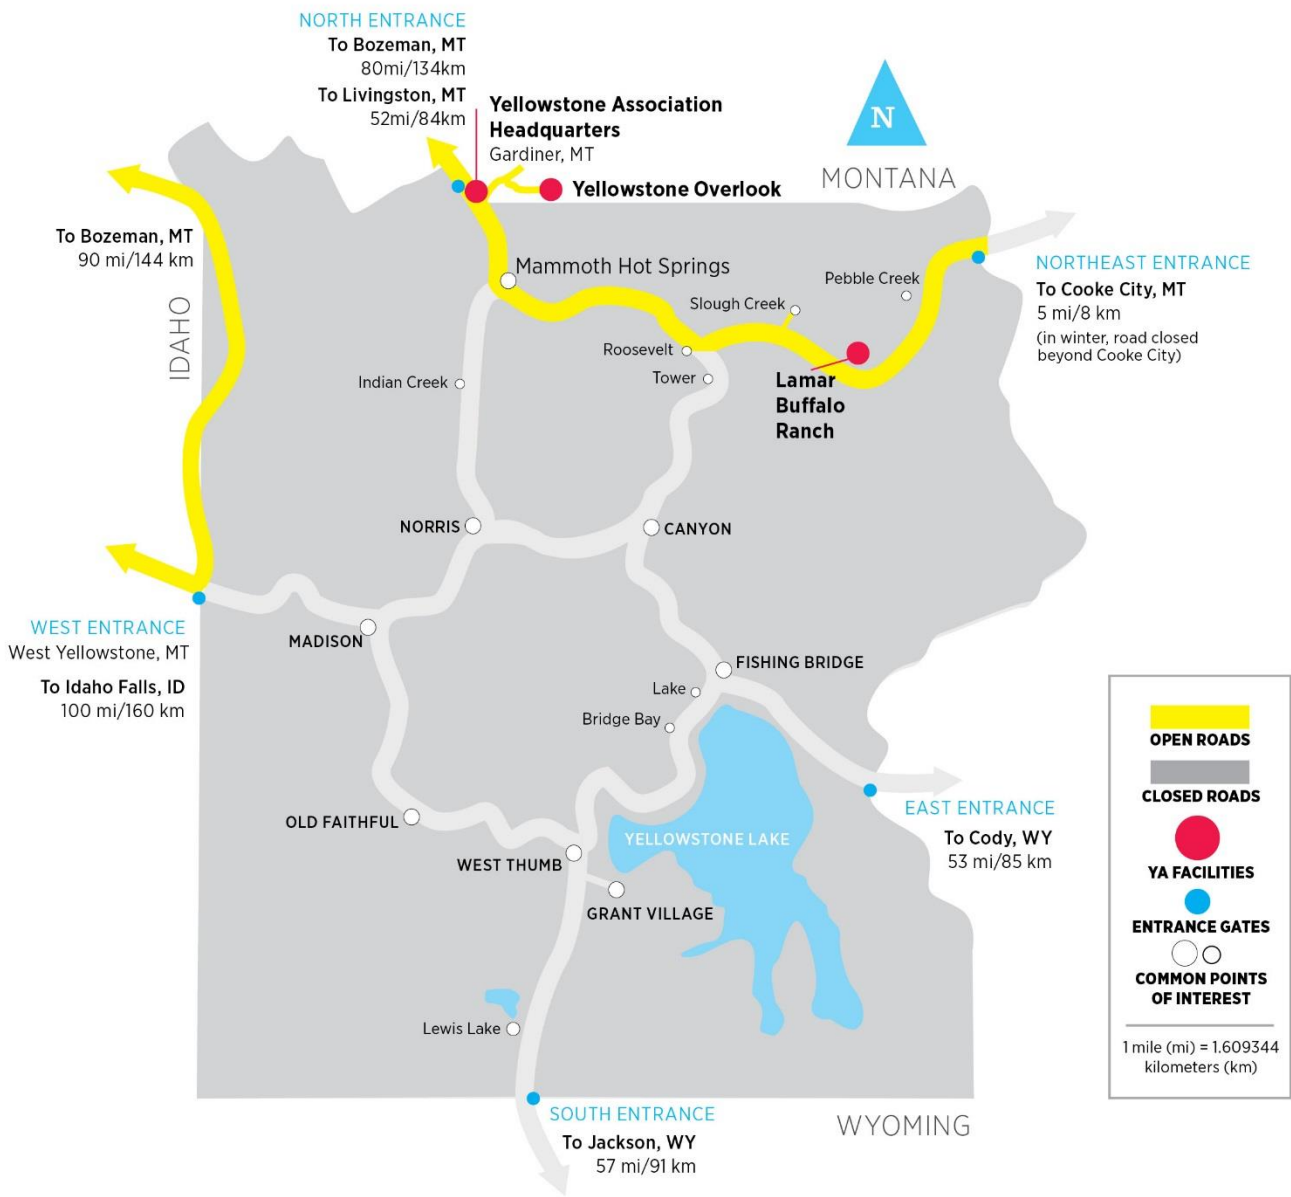 NORTH ENTRANCE
To Bozeman, MT
80mi/134km
To Livingston, MT
52mi/84km
Yellowstone Association
Headquarters
Gardiner, MT
Yellowstone Overlook
N
MONTANA
To Bozeman, MT
90 mi/144 km
IDAHO
Mammoth Hot Springs
Pebble Creek
Slough Creek
NORTHEAST ENTRANCE
To Cooke City, MT
5 mi/8 km
(in winter, road closed
beyond Cooke City)
Roosevelt
Tower
Indian Creek
Lamar
Buffalo
Ranch
NORRIS
CANYON
WEST ENTRANCE
West Yellowstone, MT
To Idaho Falls, ID
100 mi/160 km
MADISON
FISHING BRIDGE
Lake
Bridge Bay
OLD FAITHFUL
WEST THUMB
GRANT VILLAGE
YELLOWSTONE LAKE
EAST ENTRANCE
To Cody, WY
53 mi/85 km
Lewis Lake
SOUTH ENTRANCE
To Jackson, WY
57 mi/91 km
WYOMING
OPEN ROADS
CLOSED ROADS
YA FACILITIES
ENTRANCE GATES
COMMON POINTS
OF INTEREST
1 mile (mi) = 1.609344
kilometers (km)